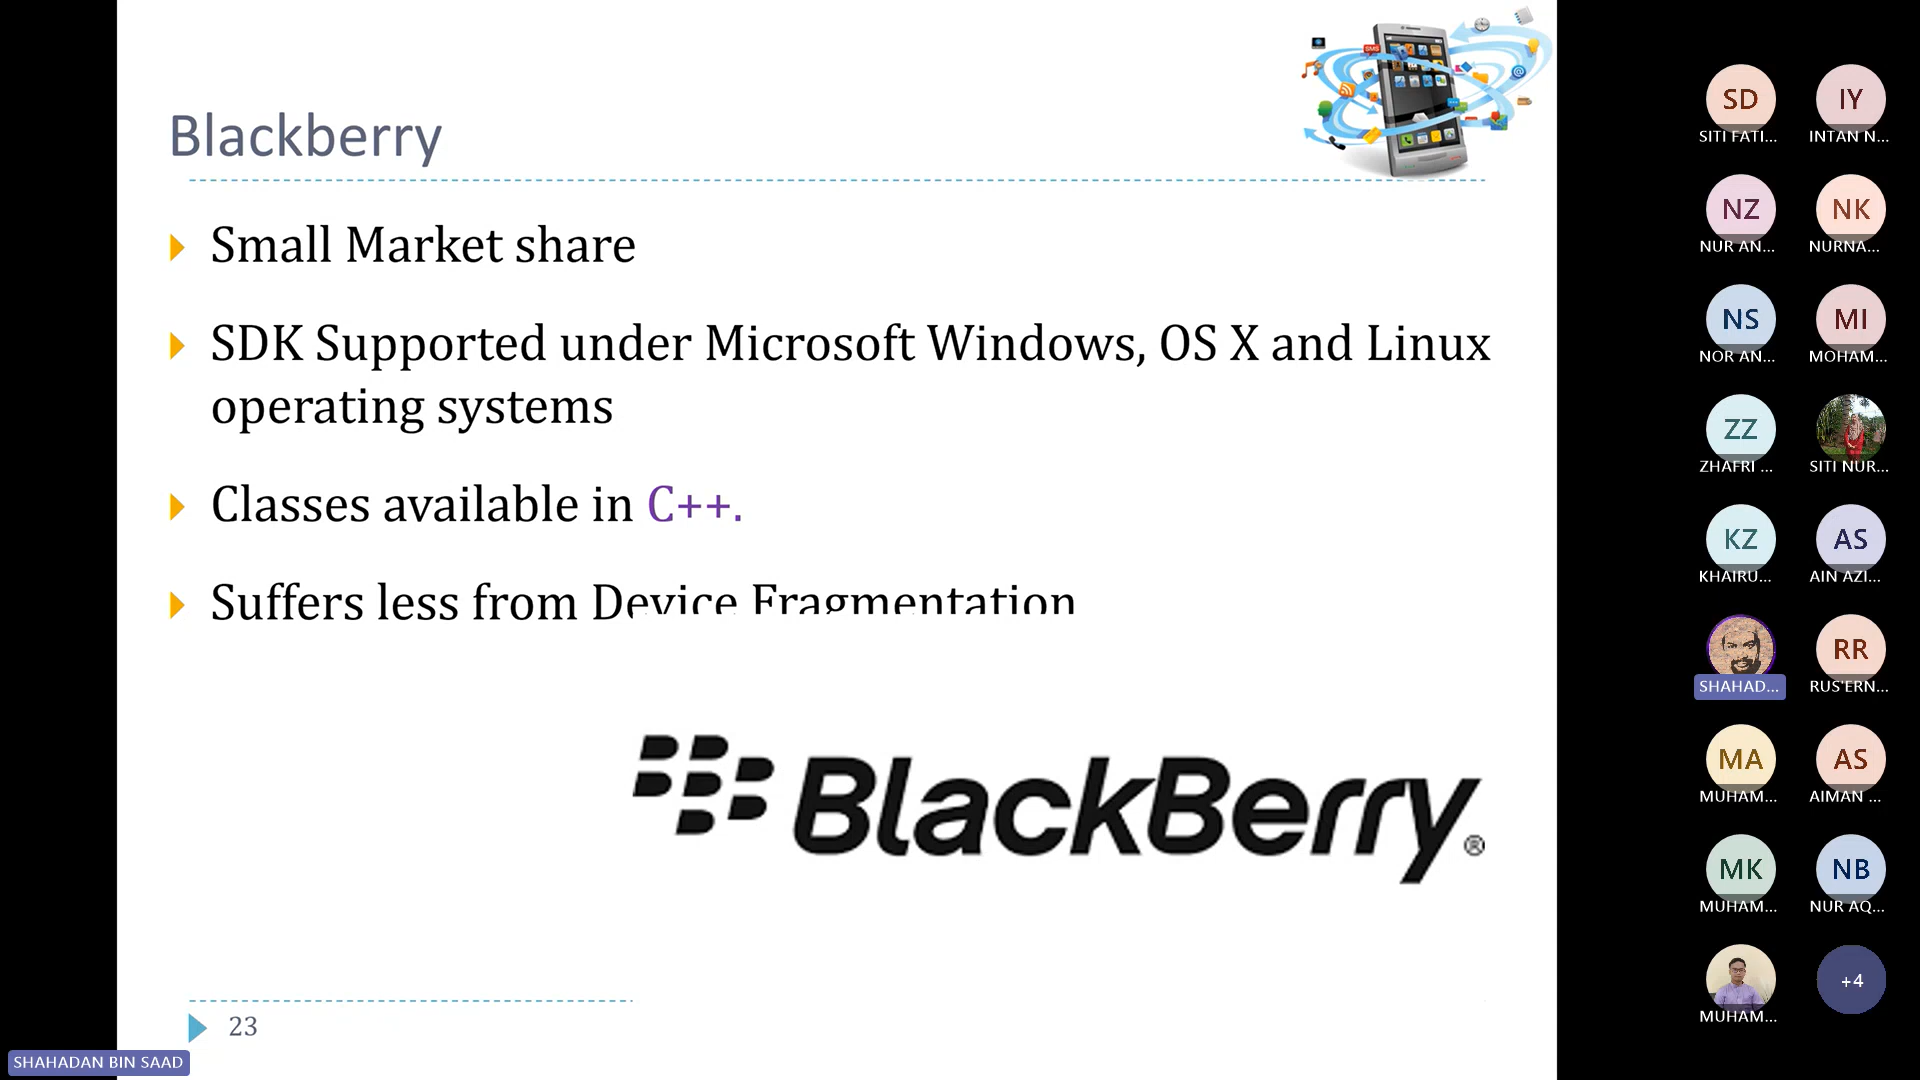 Blackberry
Small Market share
SDK Supported under Microsoft Windows, OS X and Linux
operating systems
Classes available in C++.
Suffers less from Device Fragmentation
BlackBerry®
23
SHAHADAN BIN SAAD
SD IY
SITI FATI... INTAN N...
NZ NK
NUR AN... NURNA...
NS MI
NOR AN... MOHAM...
ZZ
ZHAFRI ... SITI NUR...
KZ AS
KHAIRU... AIN AZI...
RR
SHAHAD... RUS'ERN...
MA AS
MUHAM... AIMAN ...
MK NB
MUHAM... NUR AQ...
+4
MUHAM...
SMS